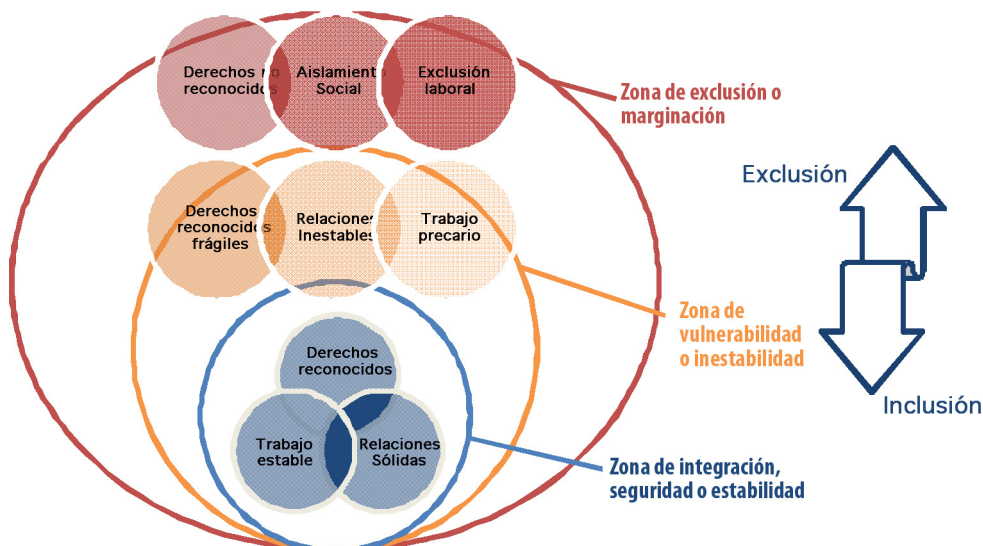 Derechos no
reconocidos
Aislamiento
Social
Exclusión
laboral
Zona de exclusión o
marginación
Derechos
reconocidos
frágiles
Relaciones
Inestables
Trabajo
precario
Exclusión
Zona de
vulnerabilidad
o inestabilidad
Derechos
reconocidos
Trabajo
estable
Relaciones
Sólidas
Inclusión
Zona de integración,
seguridad o estabilidad